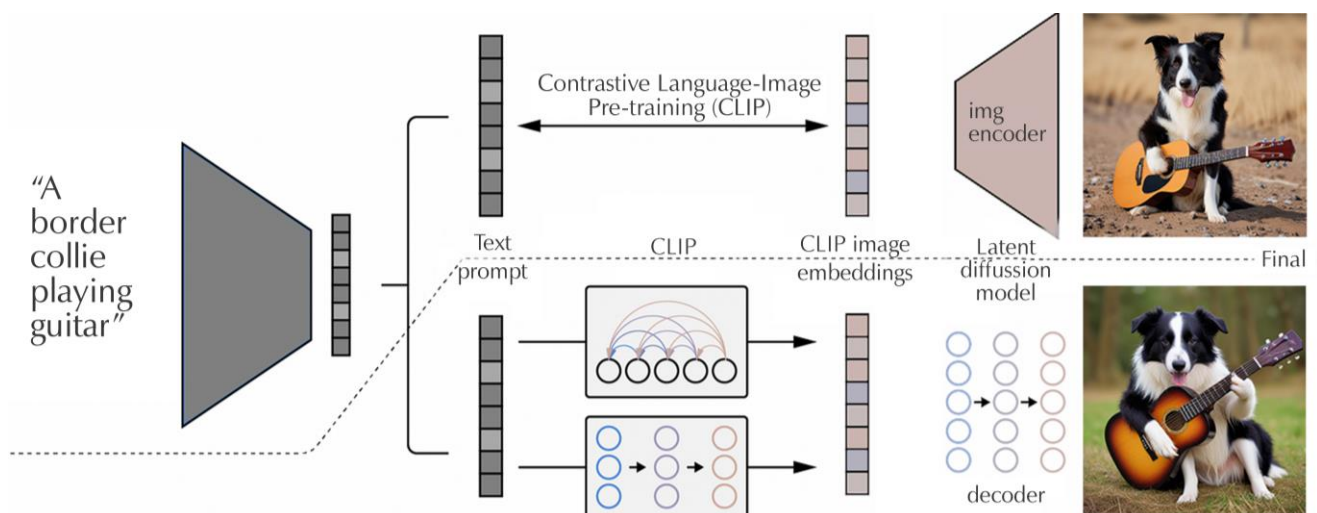 “A
border
collie
playing
guitar”
Contrastive Language-Image
Pre-training (CLIP)
img
encoder
Text
prompt
CLIP
CLIP image
embeddings
Latent
diffussion
model
Final
decoder